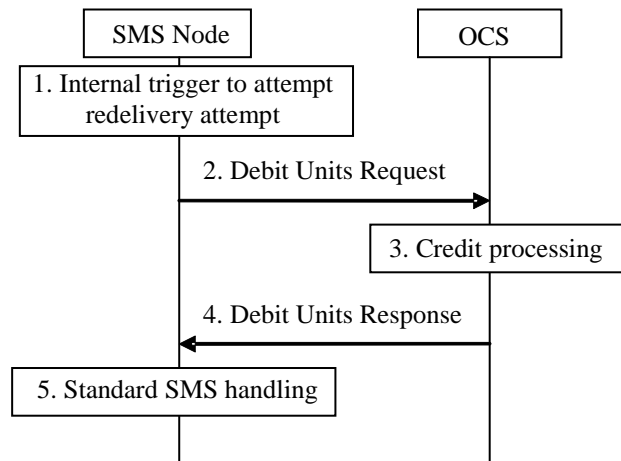 SMS Node
OCS
1. Internal trigger to attempt
redelivery attempt
2. Debit Units Request
3. Credit processing
4. Debit Units Response
5. Standard SMS handling